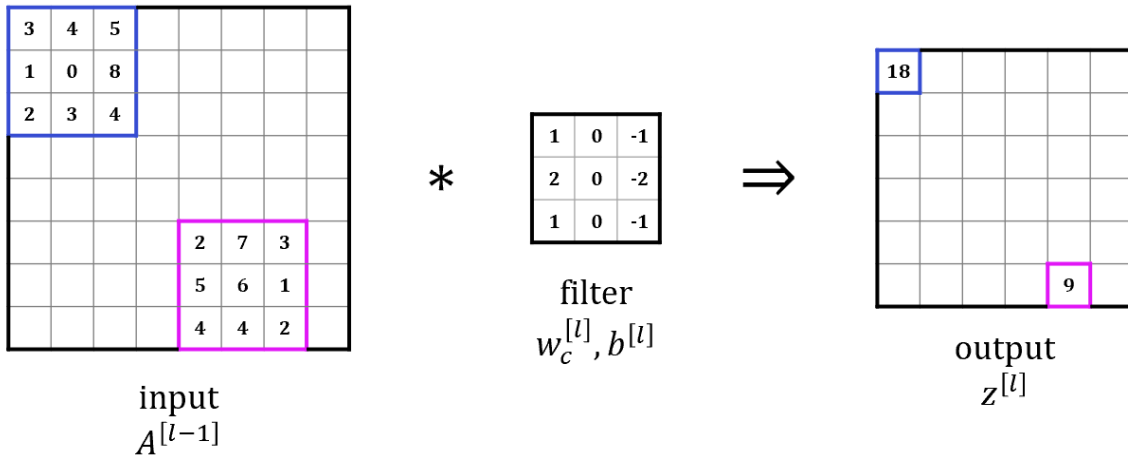 3 4 5
1 0 8
2 3 4
2 7 3
5 6 1
4 4 2
input
A^{[l−1]}
*
1 0 -1
2 0 -2
1 0 -1
filter
w_c^{[l]}, b^{[l]}
⇒
18
9
output
z^{[l]}